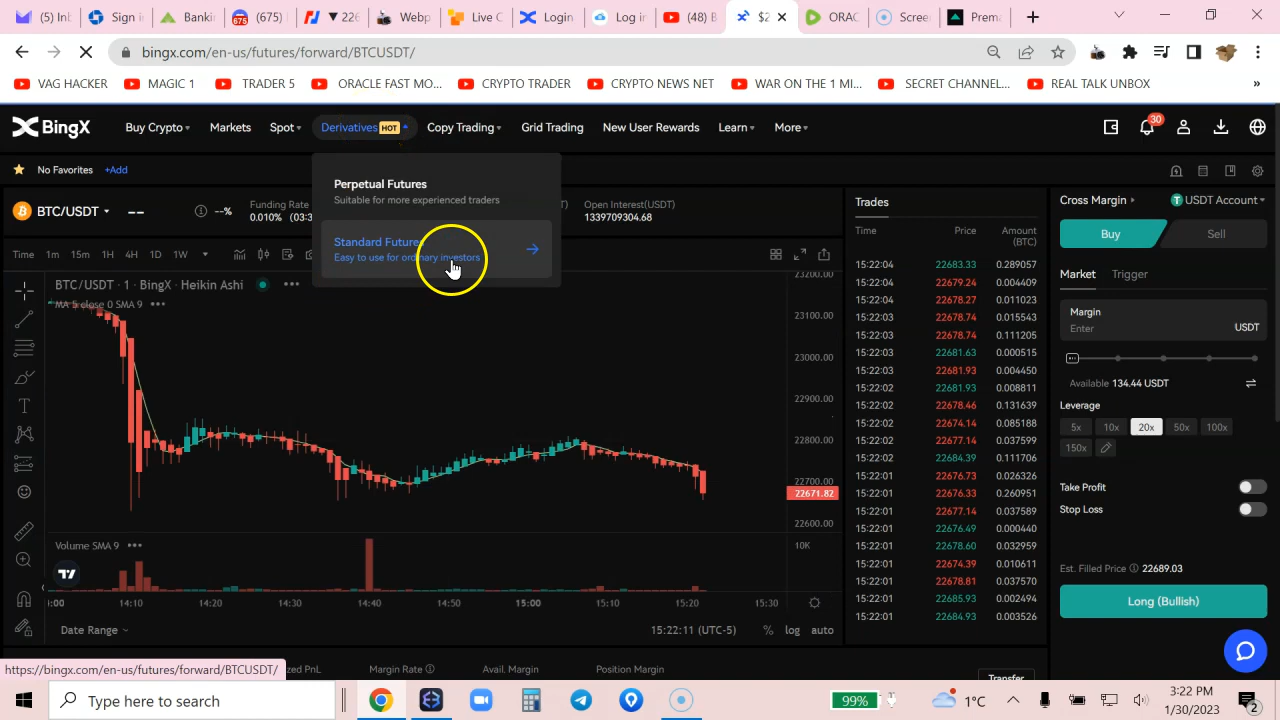 (5) In
Sign i
Banki
(675)
226
Webp
Live C
Login
Log in
(48) B
$2
ORAC
Scree
Prema
bingx.com/en-us/futures/forward/BTCUSDT/
VAG HACKER
MAGIC 1
TRADER 5
ORACLE FAST MO...
CRYPTO TRADER
CRYPTO NEWS NET
WAR ON THE 1 MI...
SECRET CHANNEL...
REAL TALK UNBOX
»
BingX
Buy Crypto
Markets
Spot
Derivatives HOT
Copy Trading
Grid Trading
New User Rewards
Learn
More
30
No Favorites +Add
Perpetual Futures
Suitable for more experienced traders
Standard Futures
Easy to use for ordinary investors
BTC/USDT
--
--%
Funding Rate
0.010% (03:3
Open Interest(USDT)
1339709304.68
Time 1m 15m 1H 4H 1D 1W
BTC/USDT · 1 · BingX · Heikin Ashi
MA 5 close 0 SMA 9
23200.00
23100.00
23000.00
22900.00
22800.00
22700.00
22671.82
22600.00
Volume SMA 9
10K
14:10 14:20 14:30 14:40 14:50 15:00 15:10 15:20 15:30
Date Range
15:22:11 (UTC-5) % log auto
Trades
Time Price Amount (BTC)
15:22:04 22683.33 0.289057
15:22:04 22679.24 0.004409
15:22:04 22678.27 0.011023
15:22:03 22678.74 0.015543
15:22:03 22678.74 0.111205
15:22:03 22681.63 0.000515
15:22:03 22681.93 0.004450
15:22:02 22681.93 0.008811
15:22:02 22678.46 0.131639
15:22:02 22674.14 0.085188
15:22:02 22677.14 0.037599
15:22:02 22684.39 0.111706
15:22:01 22676.73 0.026326
15:22:01 22676.33 0.260951
15:22:01 22677.14 0.037589
15:22:01 22676.49 0.000440
15:22:01 22678.60 0.032959
15:22:01 22674.39 0.010611
15:22:01 22678.81 0.037570
15:22:01 22685.93 0.002494
15:22:01 22684.93 0.003526
Cross Margin
USDT Account
Buy
Sell
Market
Trigger
Margin
Enter
USDT
Available 134.44 USDT
Leverage
5x 10x 20x 50x 100x
150x
Take Profit
Stop Loss
Est. Filled Price 22689.03
Long (Bullish)
https://bingx.com/en-us/futures/forward/BTCUSDT/
zed PnL
Margin Rate
Avail. Margin
Position Margin
Transfer
Type here to search
99%
1°C
3:22 PM
1/30/2023
2